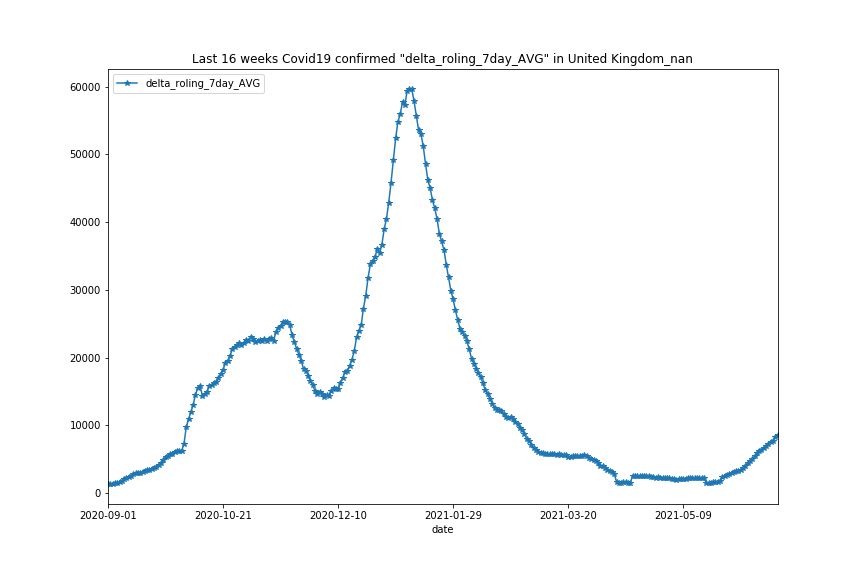 Last 16 weeks Covid19 confirmed "delta_roling_7day_AVG" in United Kingdom_nan
delta_roling_7day_AVG
60000
50000
40000
30000
20000
10000
0
2020-09-01 2020-10-21 2020-12-10 2021-01-29 2021-03-20 2021-05-09
date